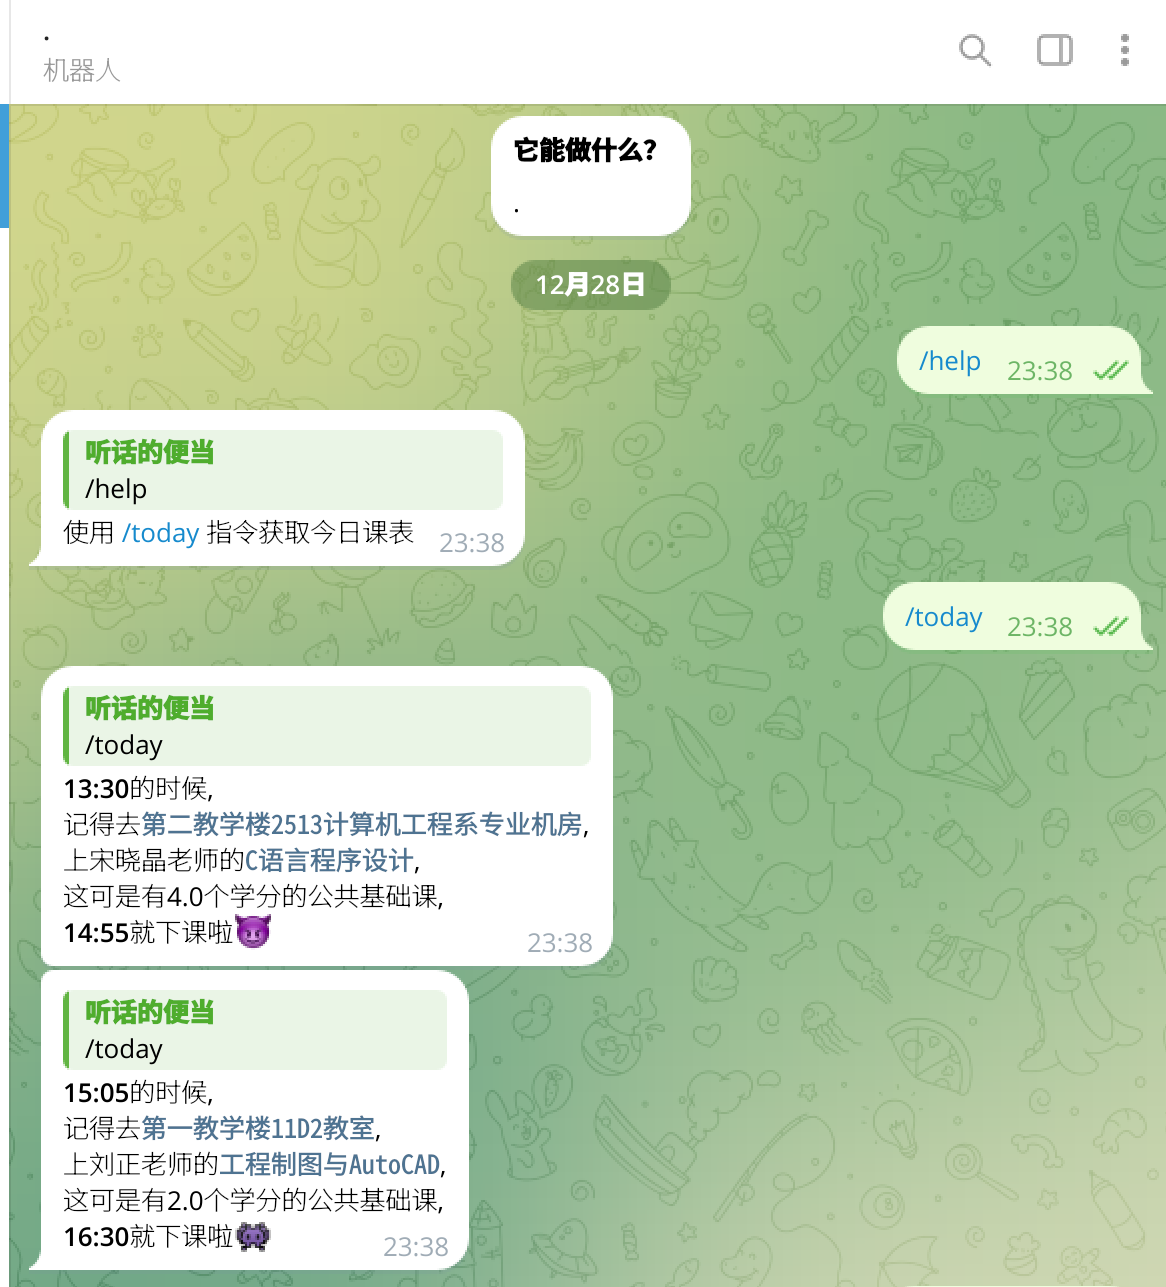 .
机器人
它能做什么?
.
12月28日
/help 23:38
听话的便当
/help
使用 /today 指令获取今日课表 23:38
/today 23:38
听话的便当
/today
13:30的时候,
记得去第二教学楼2513计算机工程系专业机房,
上宋晓晶老师的C语言程序设计,
这可是有4.0个学分的公共基础课,
14:55就下课啦😈 23:38
听话的便当
/today
15:05的时候,
记得去第一教学楼11D2教室,
上刘正老师的工程制图与AutoCAD,
这可是有2.0个学分的公共基础课,
16:30就下课啦👾 23:38